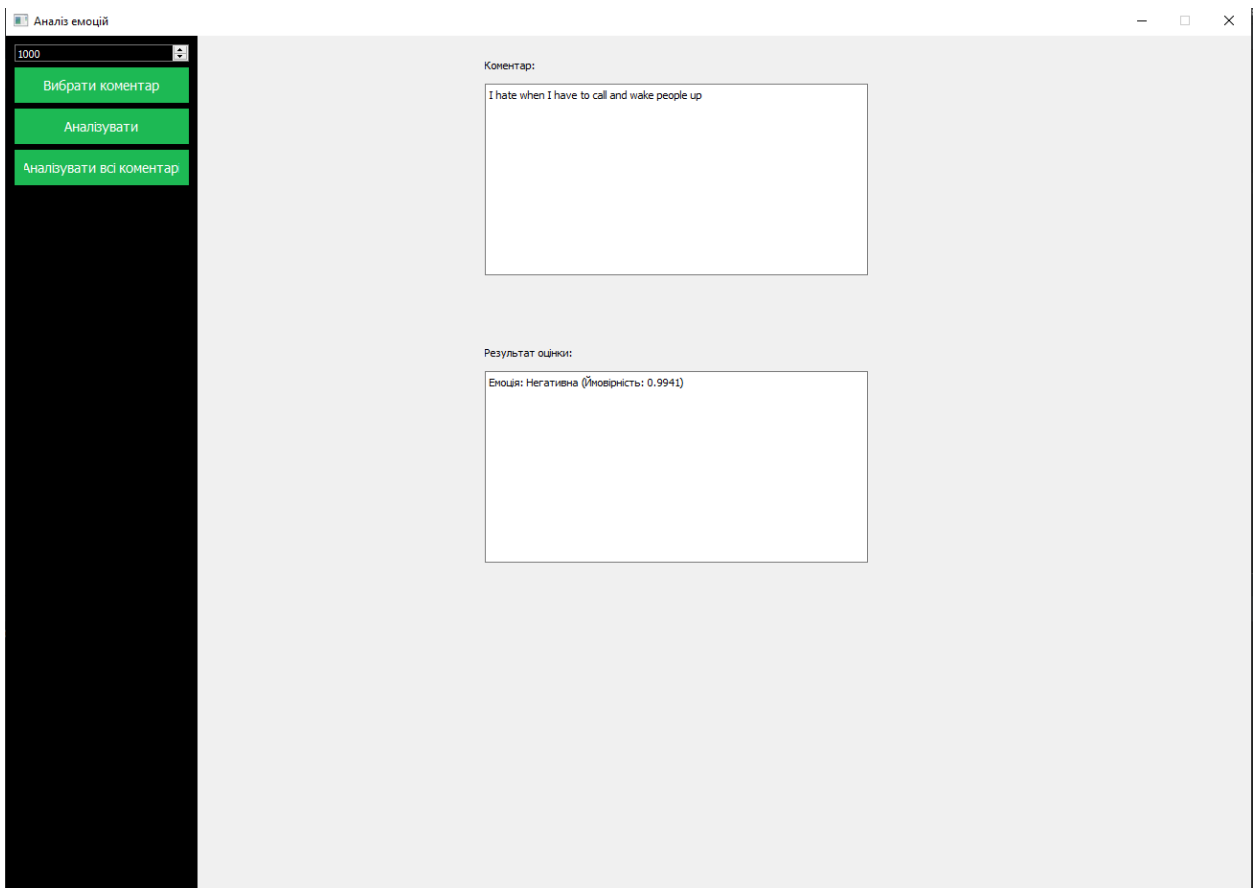 Аналіз емоцій
1000
Вибрати коментар
Аналізувати
Аналізувати всі коментар
Коментар:
I hate when I have to call and wake people up
Результат оцінки:
Емоція: Негативна (Ймовірність: 0.9941)